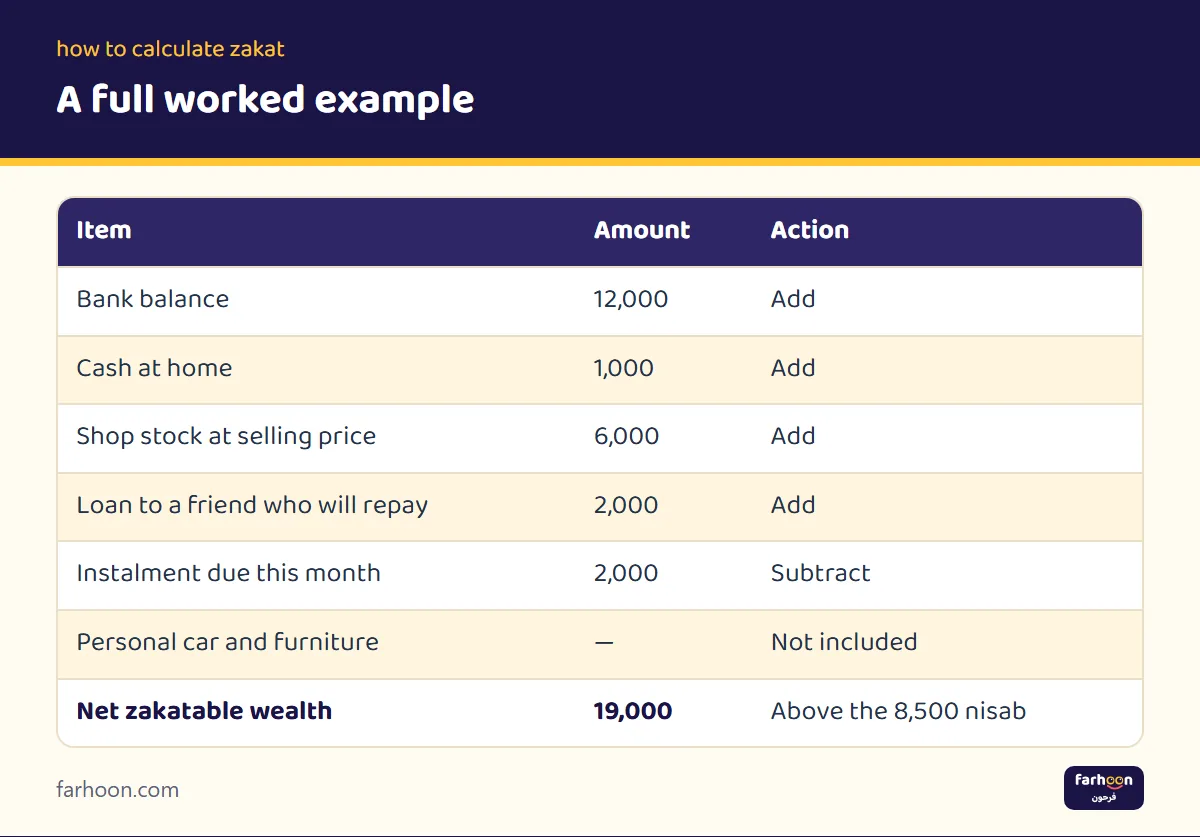 how to calculate zakat
A full worked example
Item Amount Action
Bank balance 12,000 Add
Cash at home 1,000 Add
Shop stock at selling price 6,000 Add
Loan to a friend who will repay 2,000 Add
Instalment due this month 2,000 Subtract
Personal car and furniture — Not included
Net zakatable wealth 19,000 Above the 8,500 nisab
farhoon.com
farhoon
فرحون